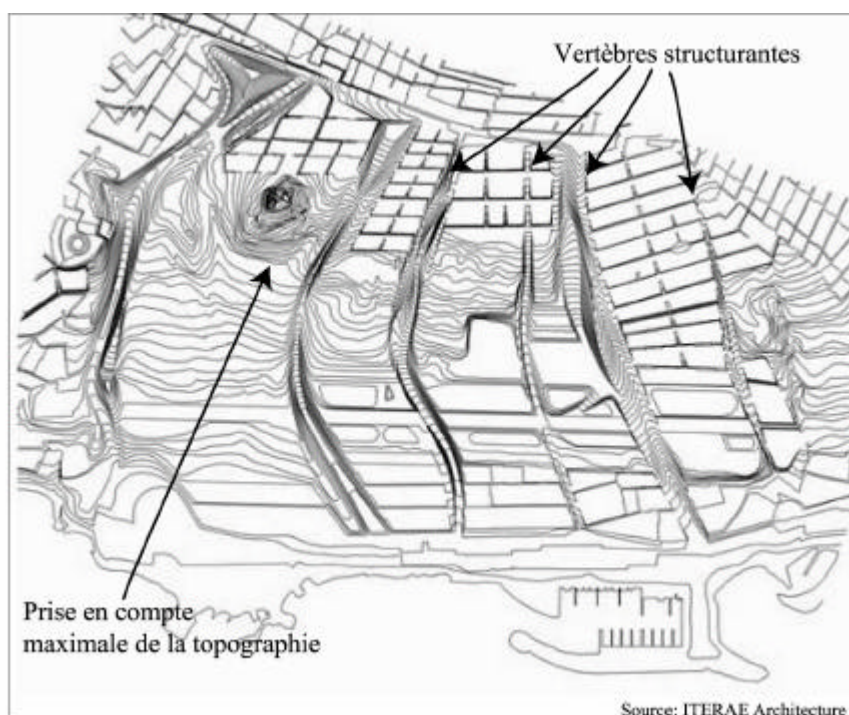 Vertèbres structurantes
Prise en compte
maximale de la topographie
Source: ITERAE Architecture